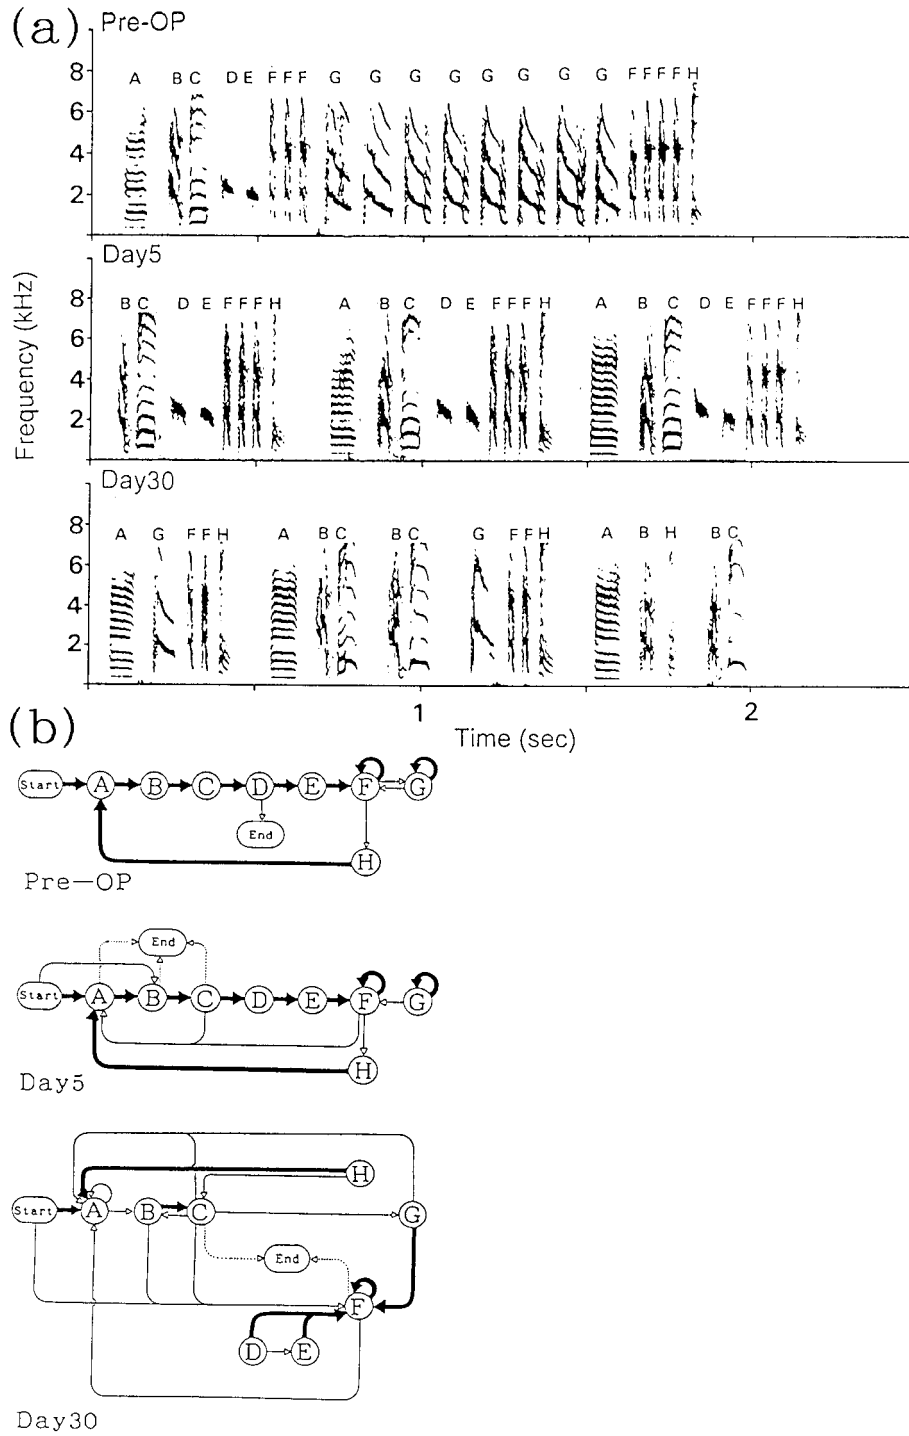 (a) Pre-OP
A B C D E F F F G G G G G G G G F F F F H
8
6
4
2
Day5
B C D E F F F H A B C D E F F F H A B C D E F F F H
8
6
4
2
Frequency (kHz)
Day30
A G F F H A B C B C G F F H A B H B C
8
6
4
2
1 2
Time (sec)
(b)
Start A B C D E F G
End
H
Pre—OP
End
Start A B C D E F G
H
Day5
H
Start A B C G
End
F
D E
Day30